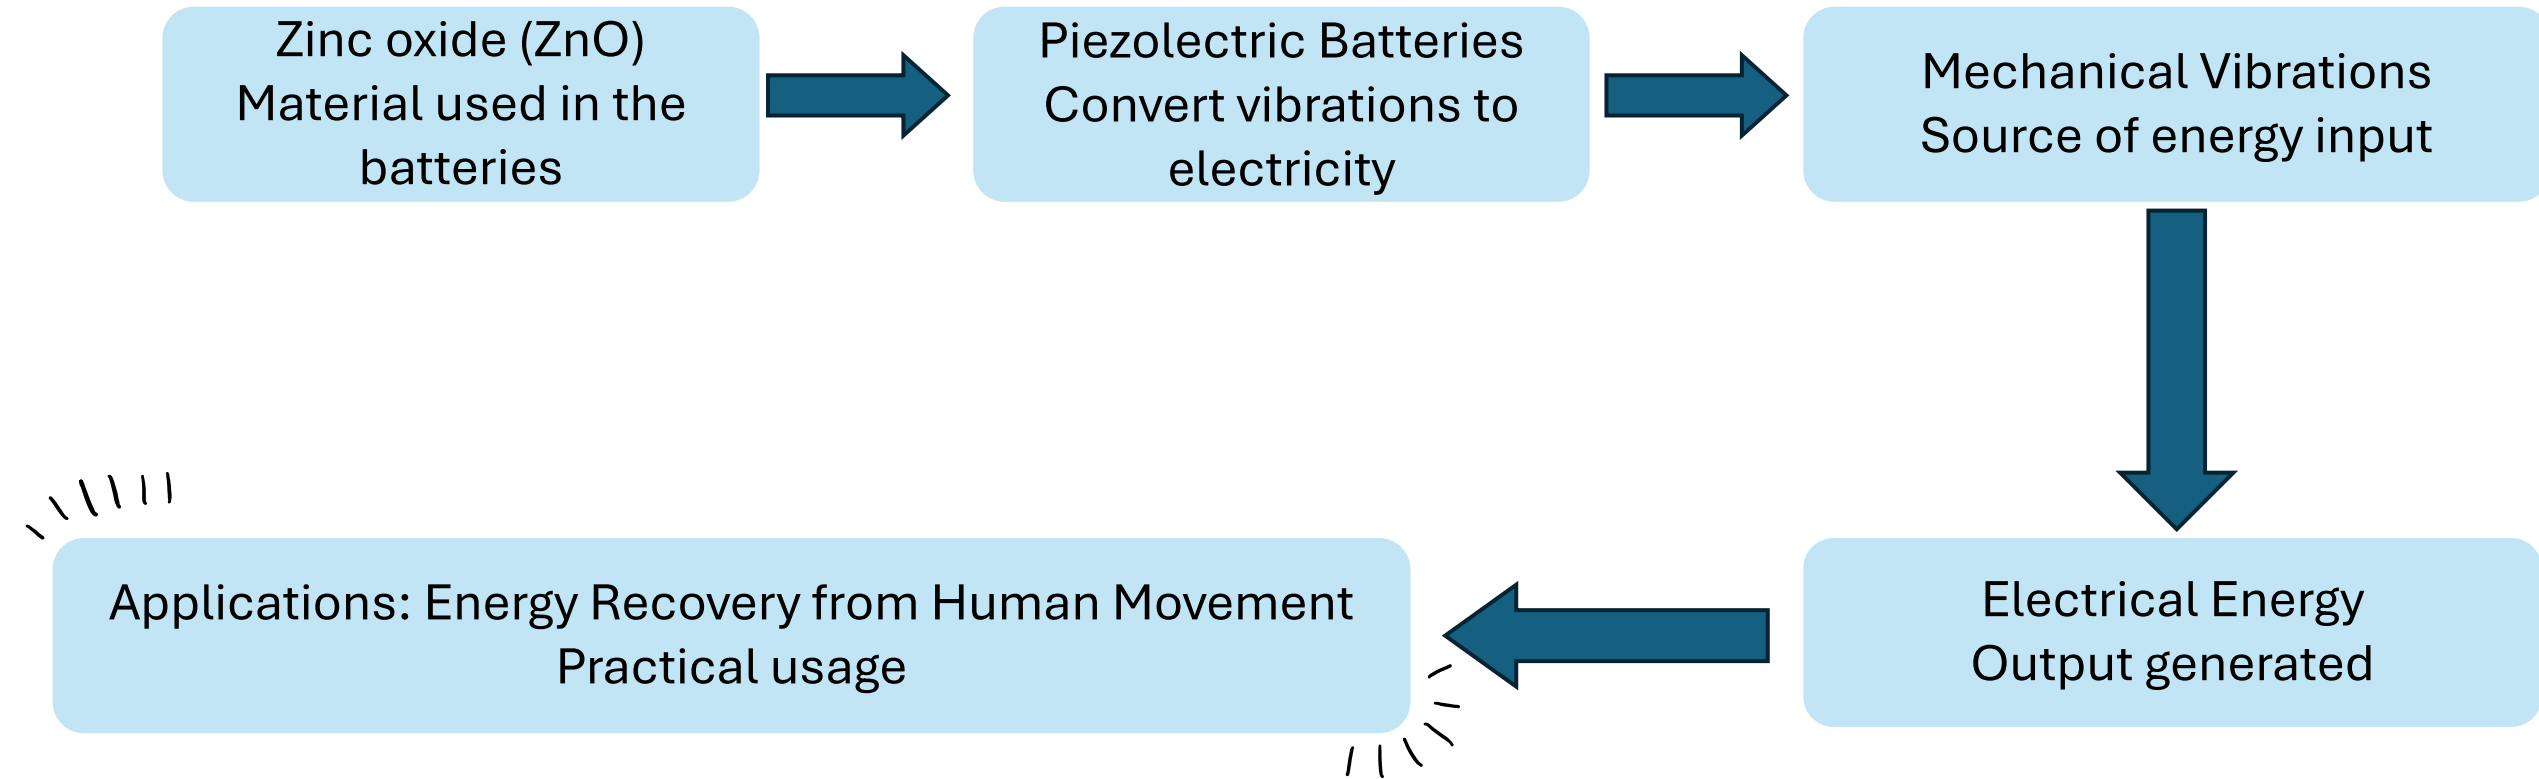 Zinc oxide (ZnO)
Material used in the
batteries
Piezolectric Batteries
Convert vibrations to
electricity
Mechanical Vibrations
Source of energy input
Electrical Energy
Output generated
Applications: Energy Recovery from Human Movement
Practical usage